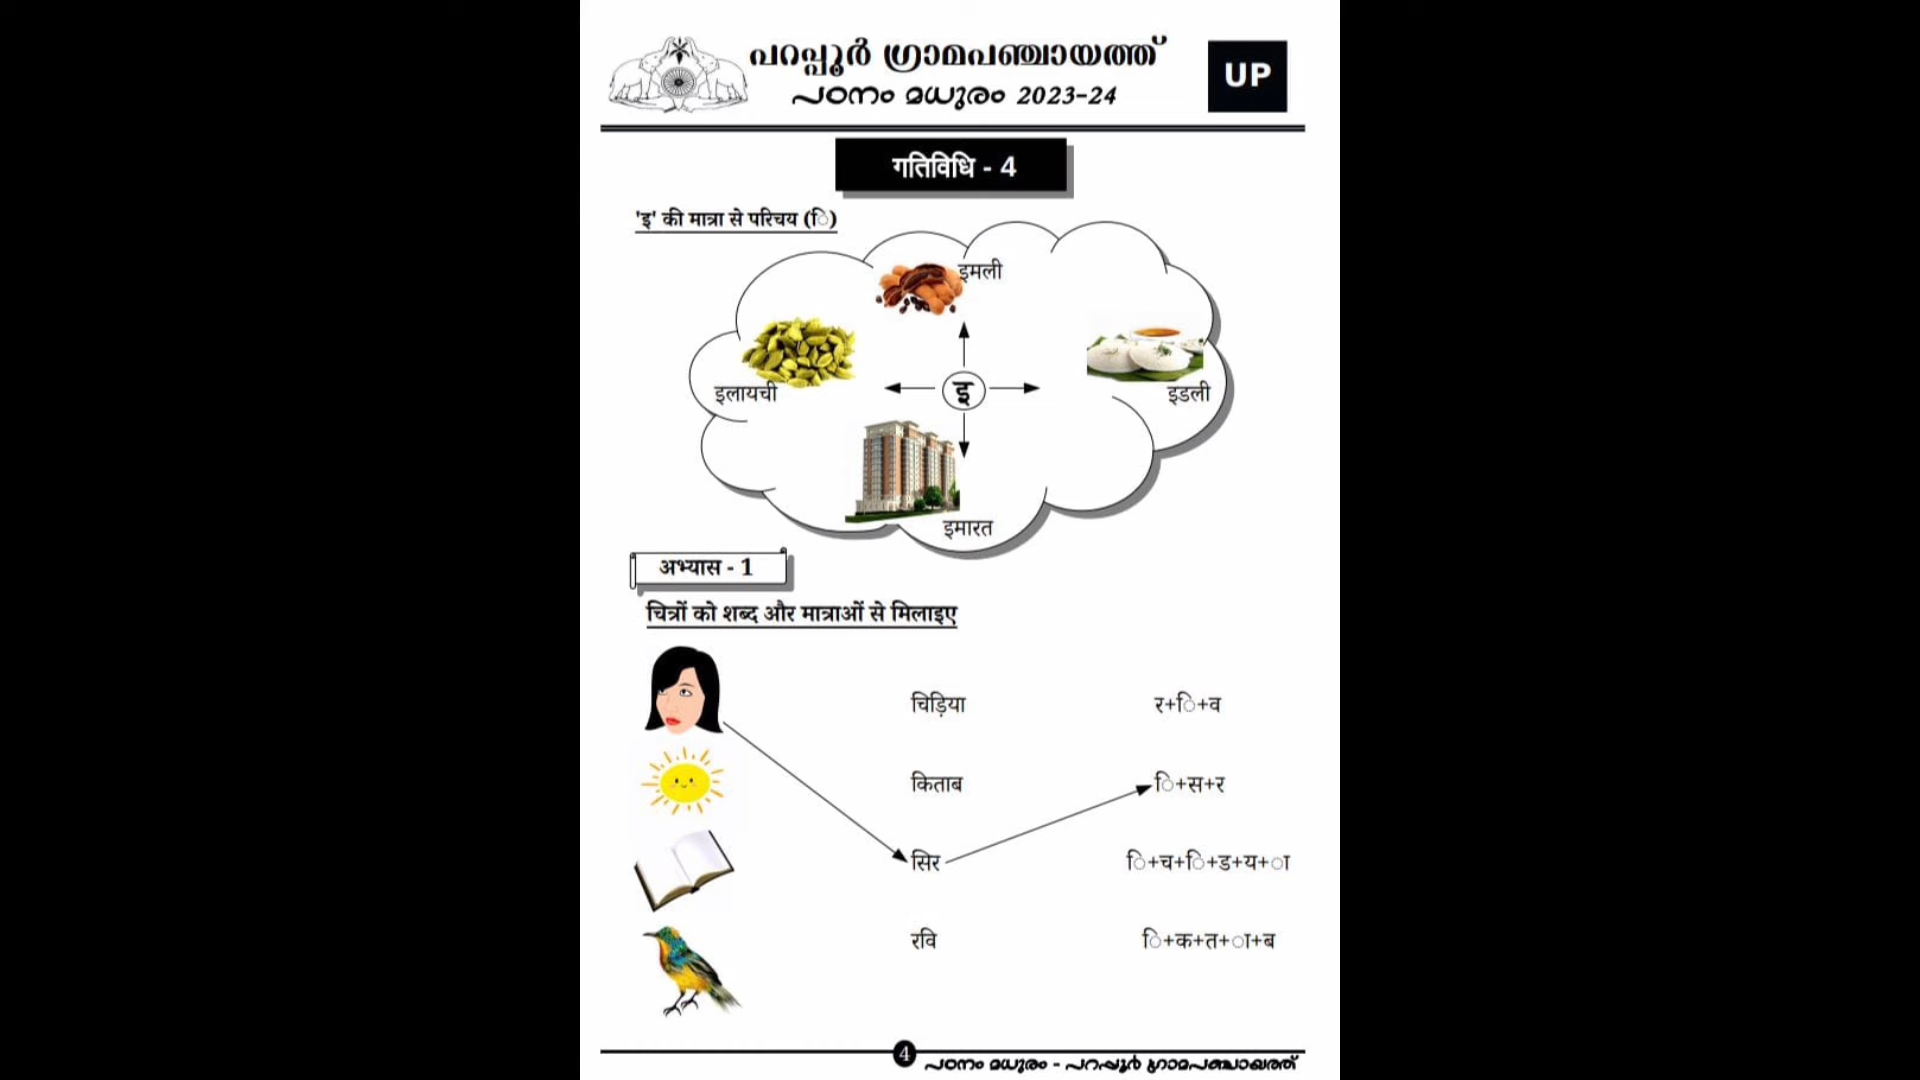 പറപ്പൂർ ഗ്രാമപഞ്ചായത്ത്
പഠനം മധുരം 2023-24
UP
गतिविधि - 4
'इ' की मात्रा से परिचय (ि)
इमली
इलायची
इ
इडली
इमारत
अभ्यास - 1
चित्रों को शब्द और मात्राओं से मिलाइए
चिड़िया र+ि+व
किताब ि+स+र
सिर ि+च+ि+ड+य+ा
रवि ि+क+त+ा+ब
4
പഠനം മധുരം - പറപ്പൂർ ഗ്രാമപഞ്ചായത്ത്